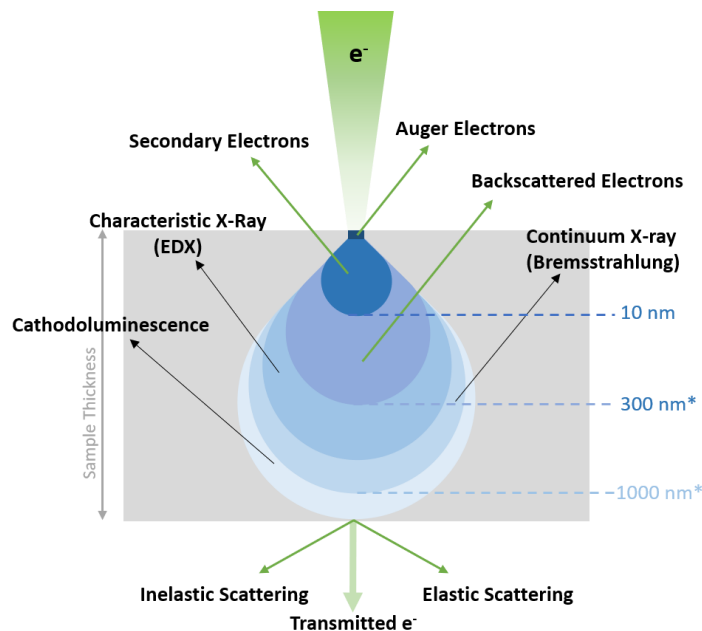 e-
Auger Electrons
Secondary Electrons
Backscattered Electrons
Characteristic X-Ray
(EDX)
Continuum X-ray
(Bremsstrahlung)
10 nm
Cathodoluminescence
Sample Thickness
300 nm*
1000 nm*
Inelastic Scattering
Elastic Scattering
Transmitted e-